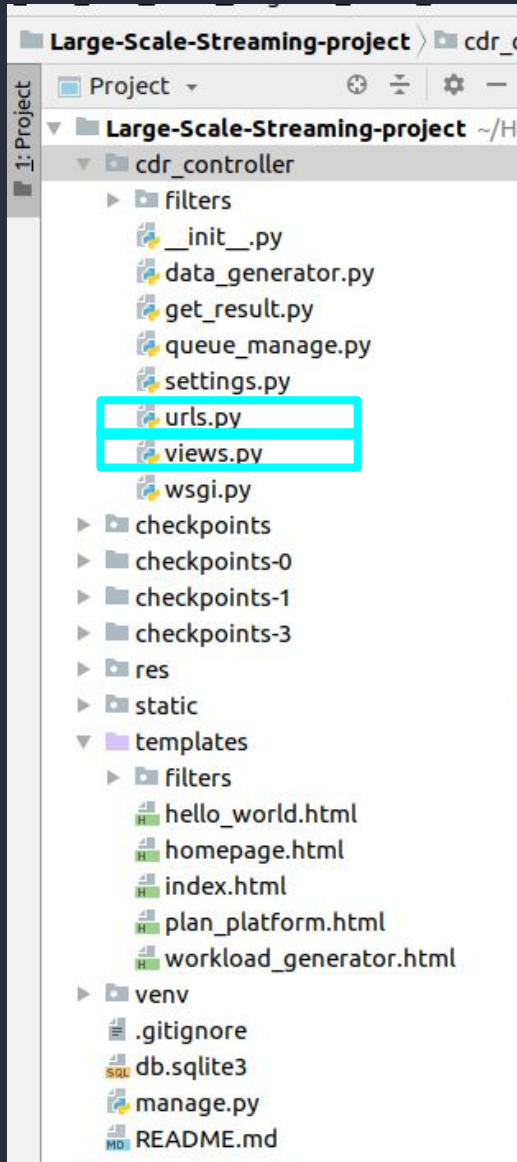 Large-Scale-Streaming-project cdr_
1: Project
Project
Large-Scale-Streaming-project ~/H
cdr_controller
filters
__init__.py
data_generator.py
get_result.py
queue_manage.py
settings.py
urls.py
views.py
wsgi.py
checkpoints
checkpoints-0
checkpoints-1
checkpoints-3
res
static
templates
filters
H hello_world.html
H homepage.html
H index.html
H plan_platform.html
H workload_generator.html
venv
.gitignore
SQL db.sqlite3
manage.py
MD README.md